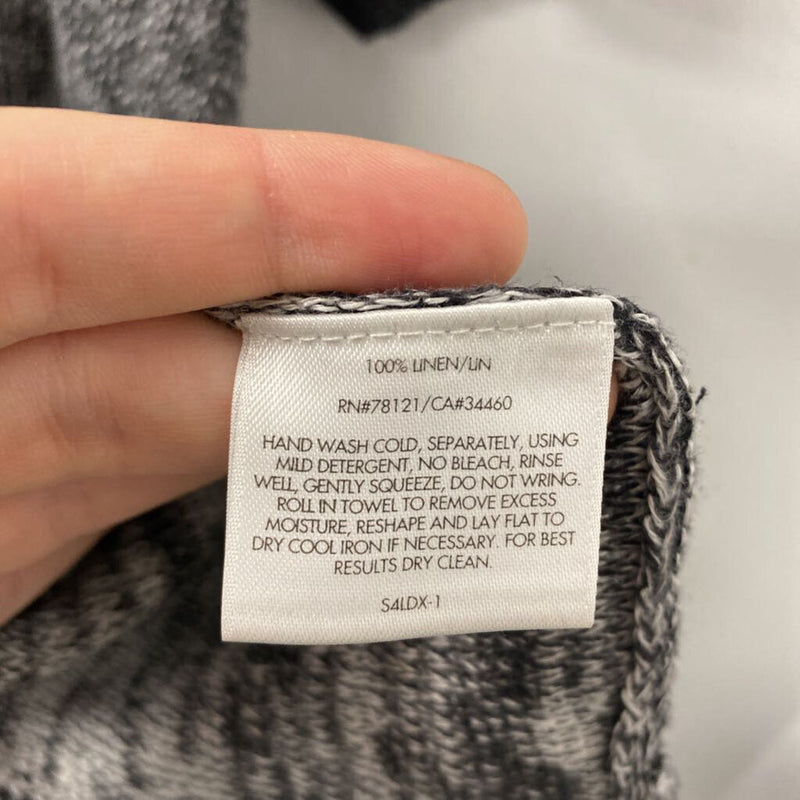 100% LINEN/LIN
RN#78121/CA#34460
HAND WASH COLD, SEPARATELY, USING
MILD DETERGENT, NO BLEACH, RINSE
WELL, GENTLY SQUEEZE, DO NOT WRING.
ROLL IN TOWEL TO REMOVE EXCESS
MOISTURE, RESHAPE AND LAY FLAT TO
DRY COOL IRON IF NECESSARY. FOR BEST
RESULTS DRY CLEAN.
S4LDX-1